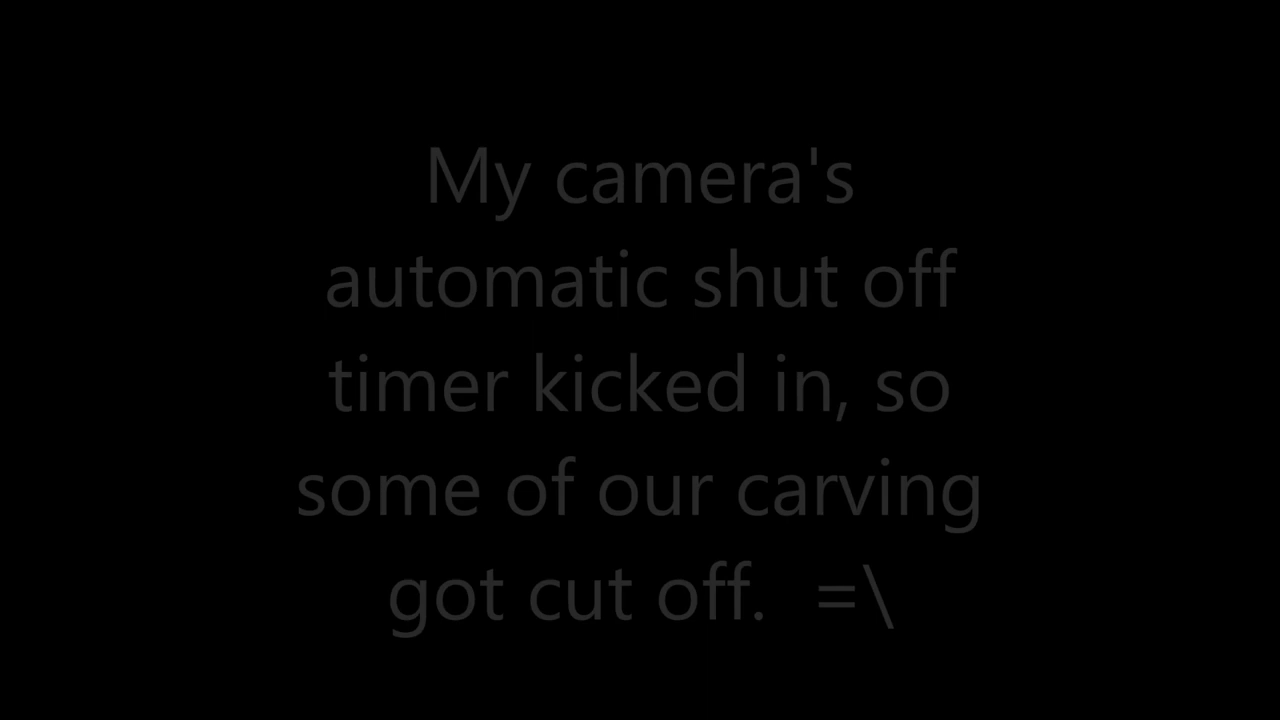 My camera's
automatic shut off
timer kicked in, so
some of our carving
got cut off.  =\